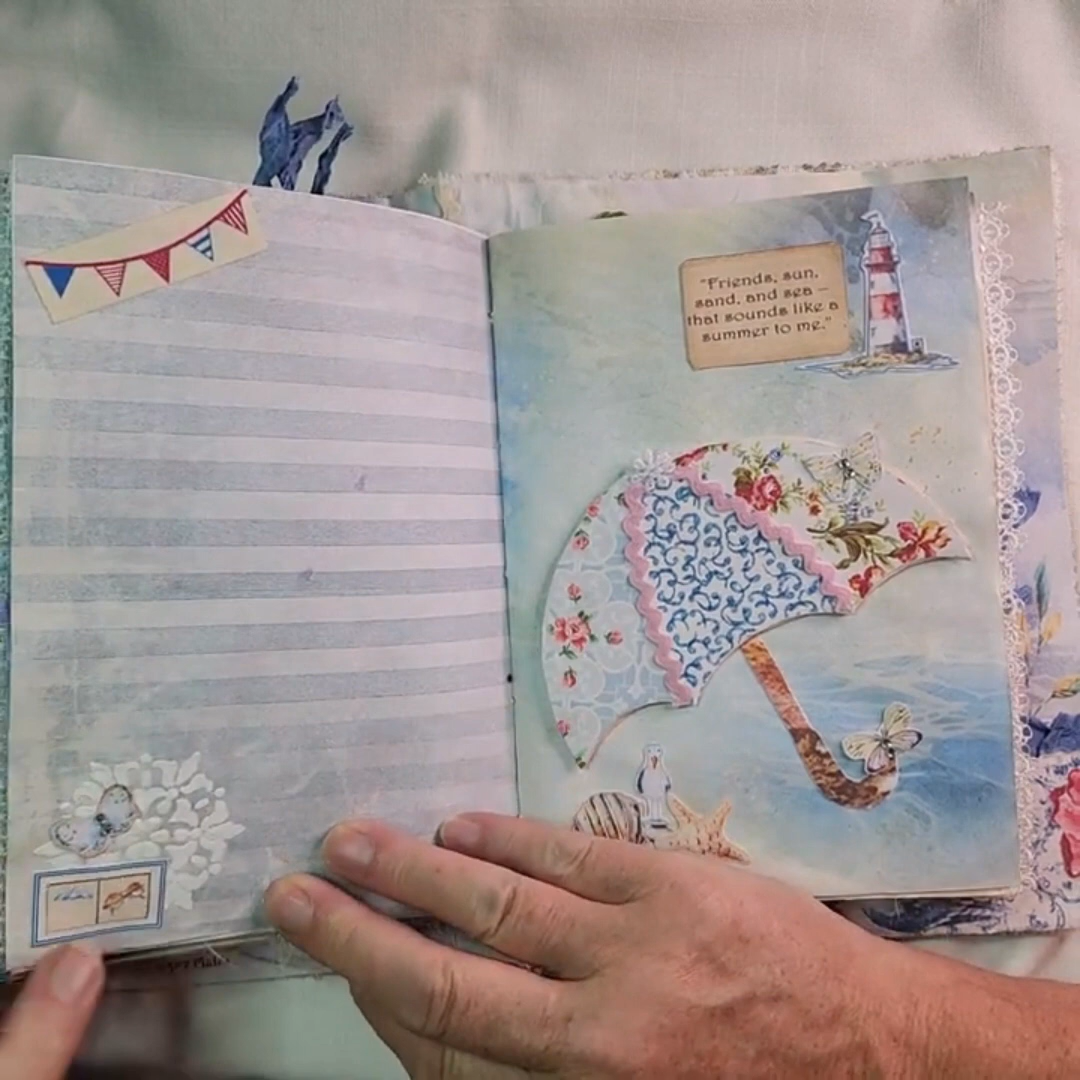 "Friends, sun,
sand, and sea –
that sounds like a
summer to me."